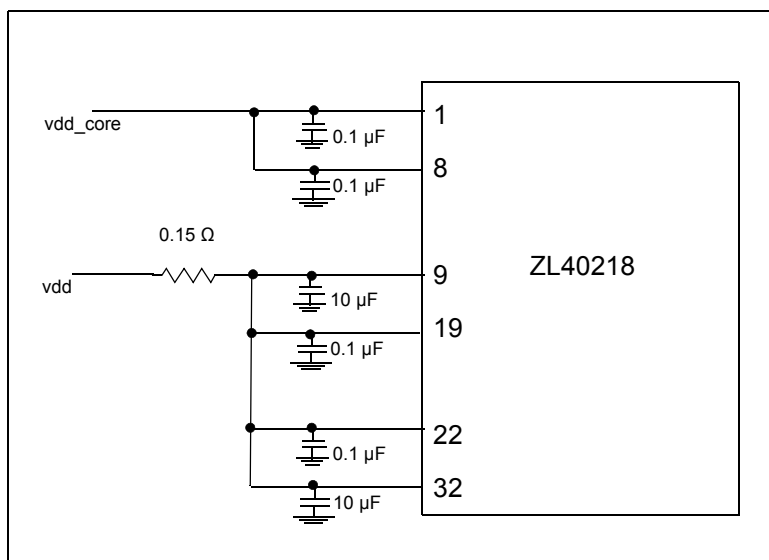 1
vdd_core
0.1 µF
8
0.1 µF
0.15 Ω
ZL40218
vdd
9
10 µF
19
0.1 µF
22
0.1 µF
32
10 µF